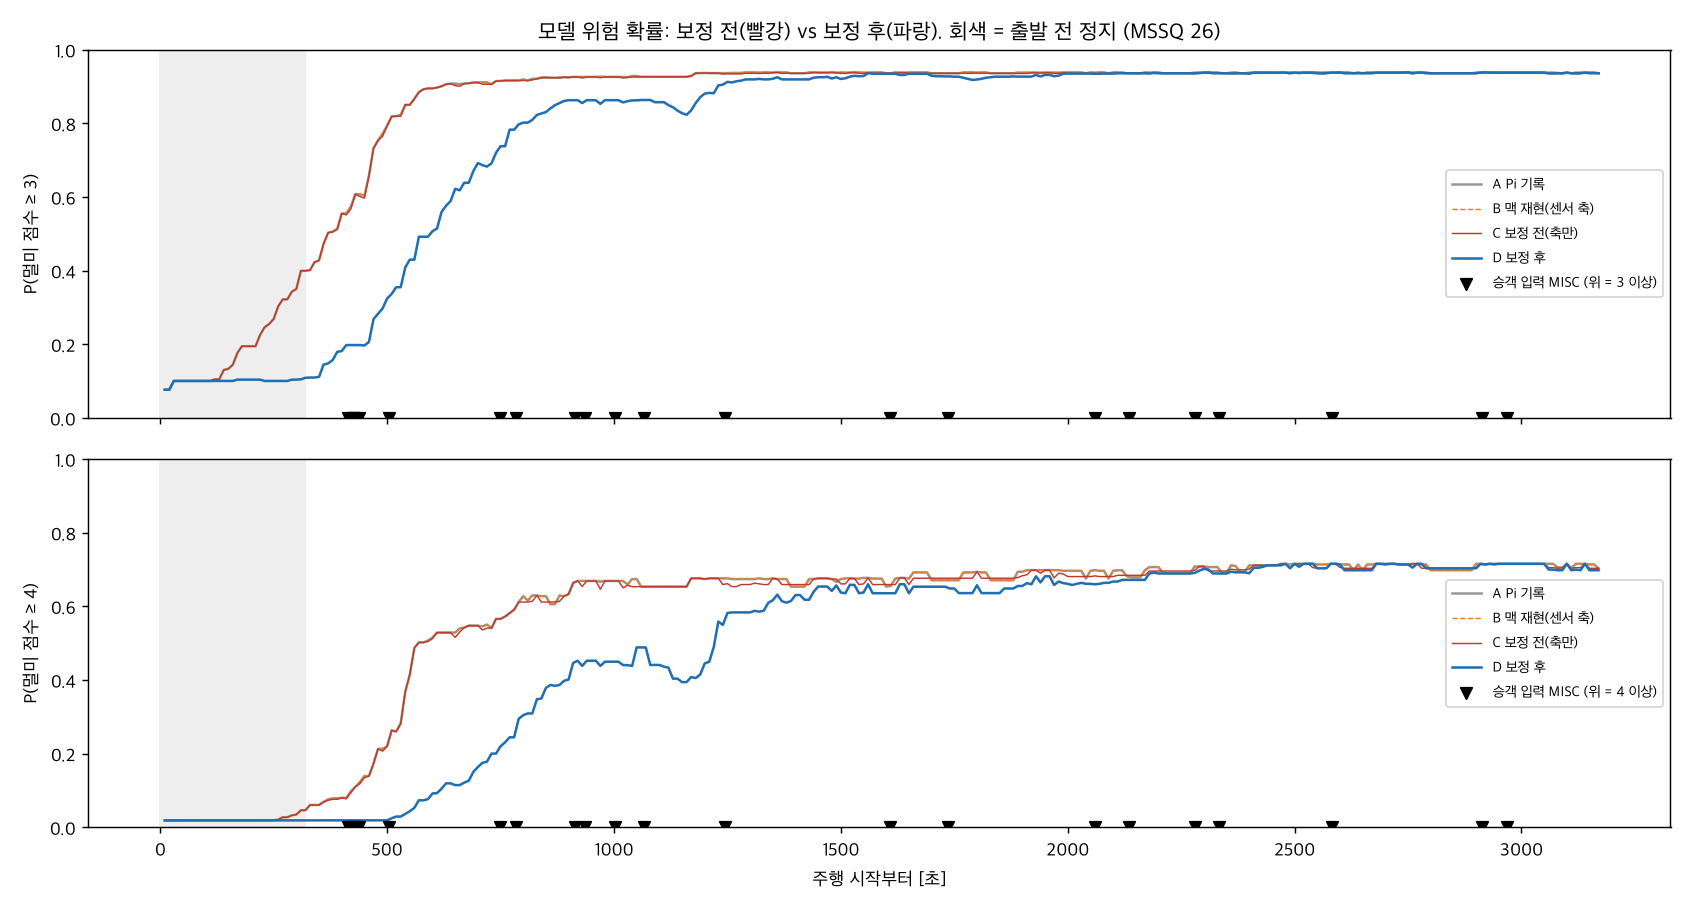 모델 위험 확률: 보정 전(빨강) vs 보정 후(파랑). 회색 = 출발 전 정지 (MSSQ 26)
P(멀미 점수 ≥ 3)
1.0
0.8
0.6
0.4
0.2
0.0
A Pi 기록
B 맥 재현(센서 축)
C 보정 전(축만)
D 보정 후
승객 입력 MISC (위 = 3 이상)
P(멀미 점수 ≥ 4)
1.0
0.8
0.6
0.4
0.2
0.0
A Pi 기록
B 맥 재현(센서 축)
C 보정 전(축만)
D 보정 후
승객 입력 MISC (위 = 4 이상)
0 500 1000 1500 2000 2500 3000
주행 시작부터 [초]